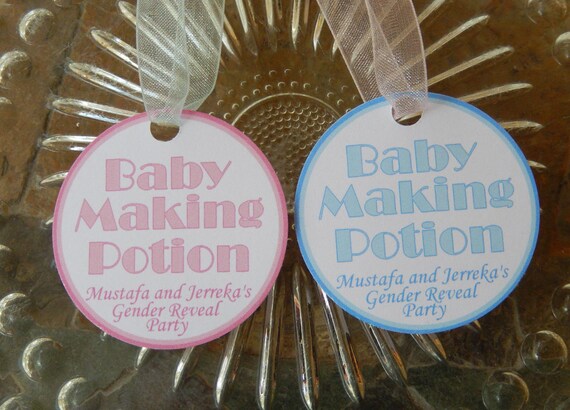 Baby
Making
Potion
Mustafa and Jerreka's
Gender Reveal
Party
Baby
Making
Potion
Mustafa and Jerreka's
Gender Reveal
Party